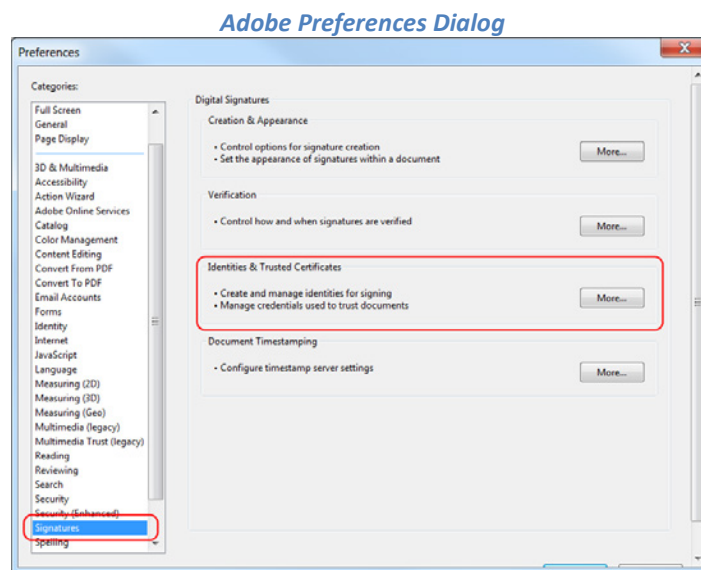 Adobe Preferences Dialog
Preferences
X
Categories:
Full Screen
General
Page Display
3D & Multimedia
Accessibility
Action Wizard
Adobe Online Services
Catalog
Color Management
Content Editing
Convert From PDF
Convert To PDF
Email Accounts
Forms
Identity
Internet
JavaScript
Language
Measuring (2D)
Measuring (3D)
Measuring (Geo)
Multimedia (legacy)
Multimedia Trust (legacy)
Reading
Reviewing
Search
Security
Security (Enhanced)
Signatures
Spelling
Digital Signatures
Creation & Appearance
• Control options for signature creation
• Set the appearance of signatures within a document
More...
Verification
• Control how and when signatures are verified
More...
Identities & Trusted Certificates
• Create and manage identities for signing
• Manage credentials used to trust documents
More...
Document Timestamping
• Configure timestamp server settings
More...